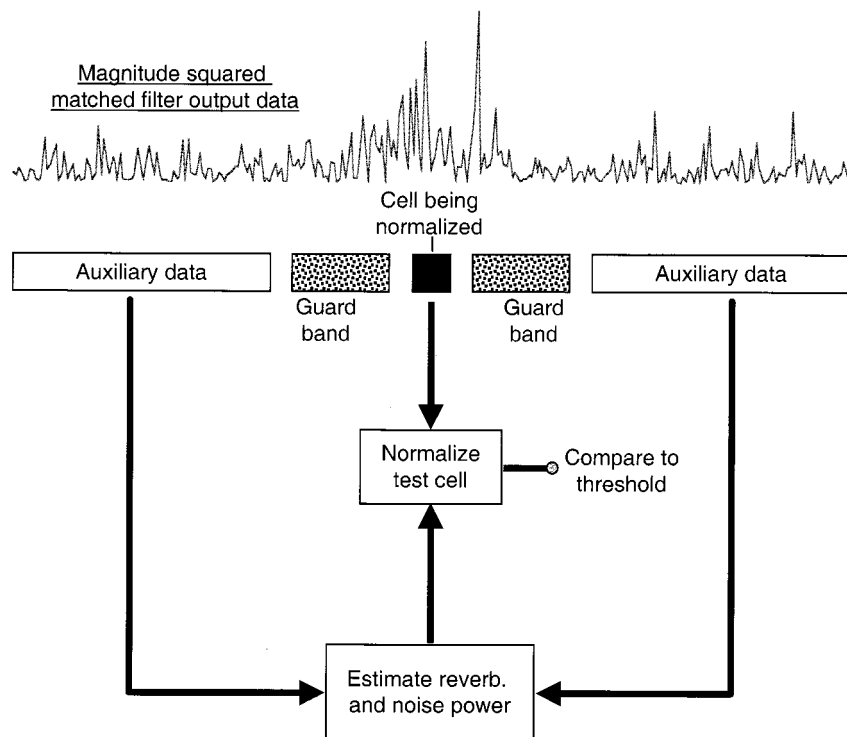 Magnitude squared
matched filter output data
Cell being
normalized
Auxiliary data
Auxiliary data
Guard
band
Guard
band
Normalize
test cell
Compare to
threshold
Estimate reverb.
and noise power